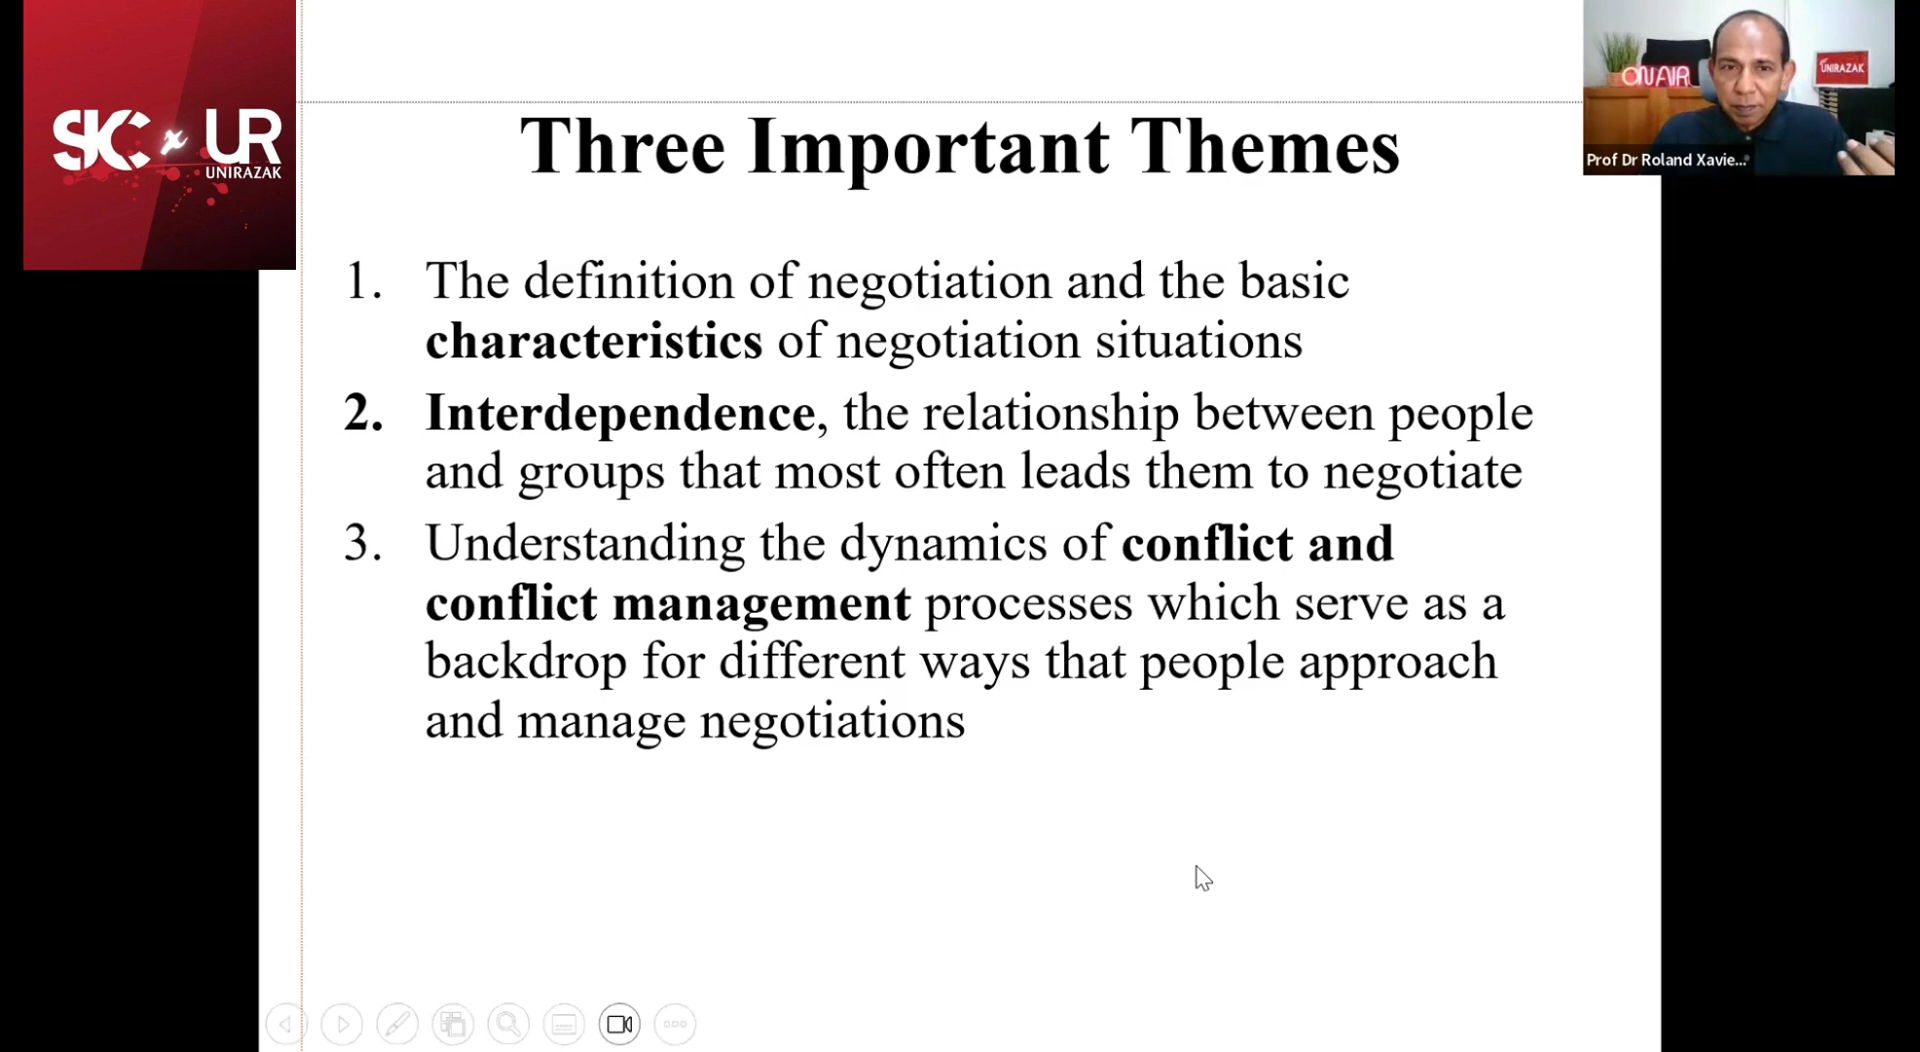 SKC x UR
UNIRAZAK
Three Important Themes
ON AIR
UNIRAZAK
Prof Dr Roland Xavie...
1. The definition of negotiation and the basic
characteristics of negotiation situations
2. Interdependence, the relationship between people
and groups that most often leads them to negotiate
3. Understanding the dynamics of conflict and
conflict management processes which serve as a
backdrop for different ways that people approach
and manage negotiations